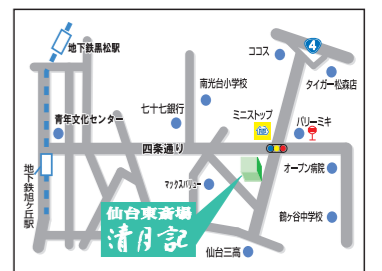 地下鉄黒松駅
ココス
4
タイガー松森店
南光台小学校
七十七銀行
ミニストップ
パリーミキ
青年文化センター
四条通り
地下鉄旭ヶ丘駅
マックスバリュー
オープン病院
仙台東斎場
清月記
鶴ヶ谷中学校
仙台三高